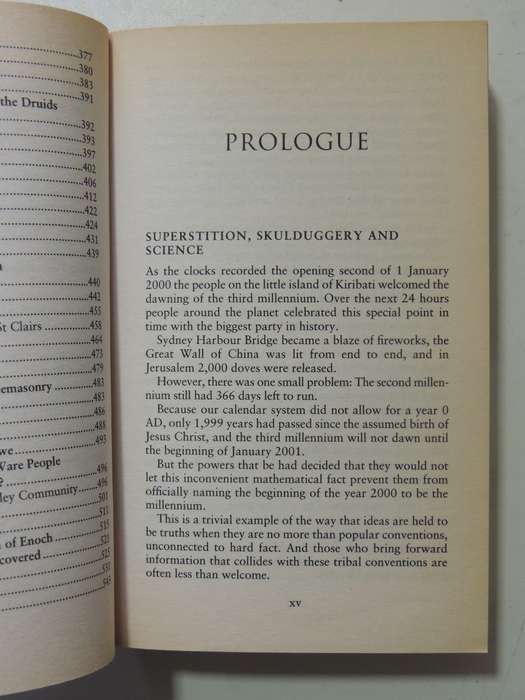 377
380
383
391
the Druids
392
393
397
402
406
412
422
424
431
439
440
442
455
St Clairs ............ 458
464
473
479
emasonry ............ 483
483
486
488
we ............ 493
Ware People
? ............ 496
ley Community ..... 496
501
511
n of Enoch ............ 515
covered ............ 525
525
531
545
PROLOGUE
SUPERSTITION, SKULDUGGERY AND
SCIENCE
As the clocks recorded the opening second of 1 January
2000 the people on the little island of Kiribati welcomed the
dawning of the third millennium. Over the next 24 hours
people around the planet celebrated this special point in
time with the biggest party in history.
Sydney Harbour Bridge became a blaze of fireworks, the
Great Wall of China was lit from end to end, and in
Jerusalem 2,000 doves were released.
However, there was one small problem: The second millen-
nium still had 366 days left to run.
Because our calendar system did not allow for a year 0
AD, only 1,999 years had passed since the assumed birth of
Jesus Christ, and the third millennium will not dawn until
the beginning of January 2001.
But the powers that be had decided that they would not
let this inconvenient mathematical fact prevent them from
officially naming the beginning of the year 2000 to be the
millennium.
This is a trivial example of the way that ideas are held to
be truths when they are no more than popular conventions,
unconnected to hard fact. And those who bring forward
information that collides with these tribal conventions are
often less than welcome.
xv